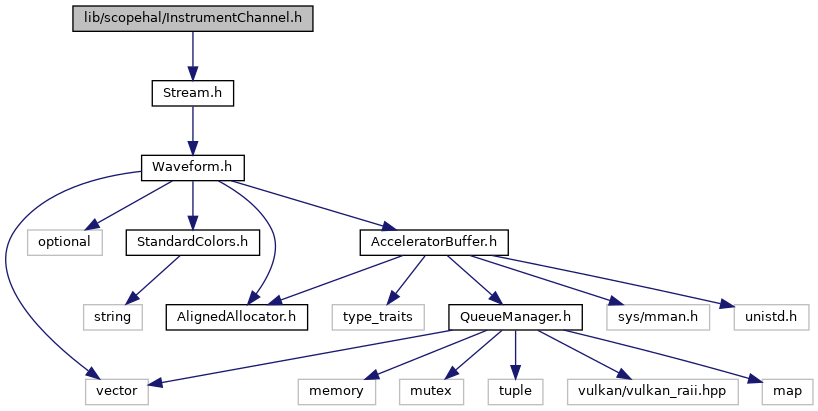 lib/scopehal/InstrumentChannel.h
Stream.h
Waveform.h
optional
StandardColors.h
AcceleratorBuffer.h
string
AlignedAllocator.h
type_traits
QueueManager.h
sys/mman.h
unistd.h
vector
memory
mutex
tuple
vulkan/vulkan_raii.hpp
map